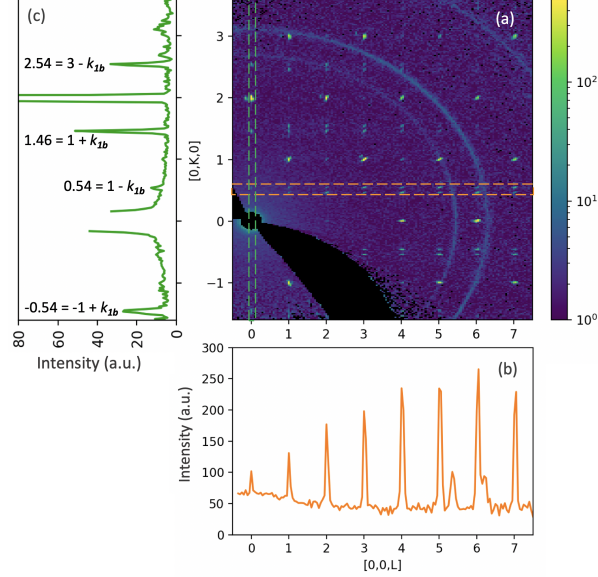 (c)
2.54 = 3 - k1b
1.46 = 1 + k1b
0.54 = 1 - k1b
-0.54 = -1 + k1b
80 60 40 20 0
Intensity (a.u.)
(a)
[0,K,0]
3
2
1
0
−1
0 1 2 3 4 5 6 7
10²
10¹
10⁰
(b)
Intensity (a.u.)
300
250
200
150
100
50
0
0 1 2 3 4 5 6 7
[0,0,L]